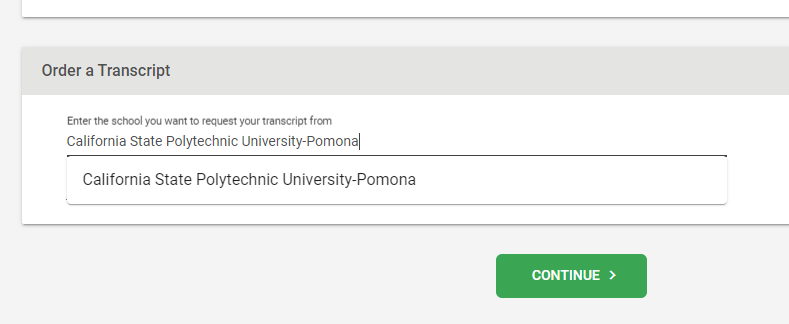 Order a Transcript
Enter the school you want to request your transcript from
California State Polytechnic University-Pomona
California State Polytechnic University-Pomona
CONTINUE